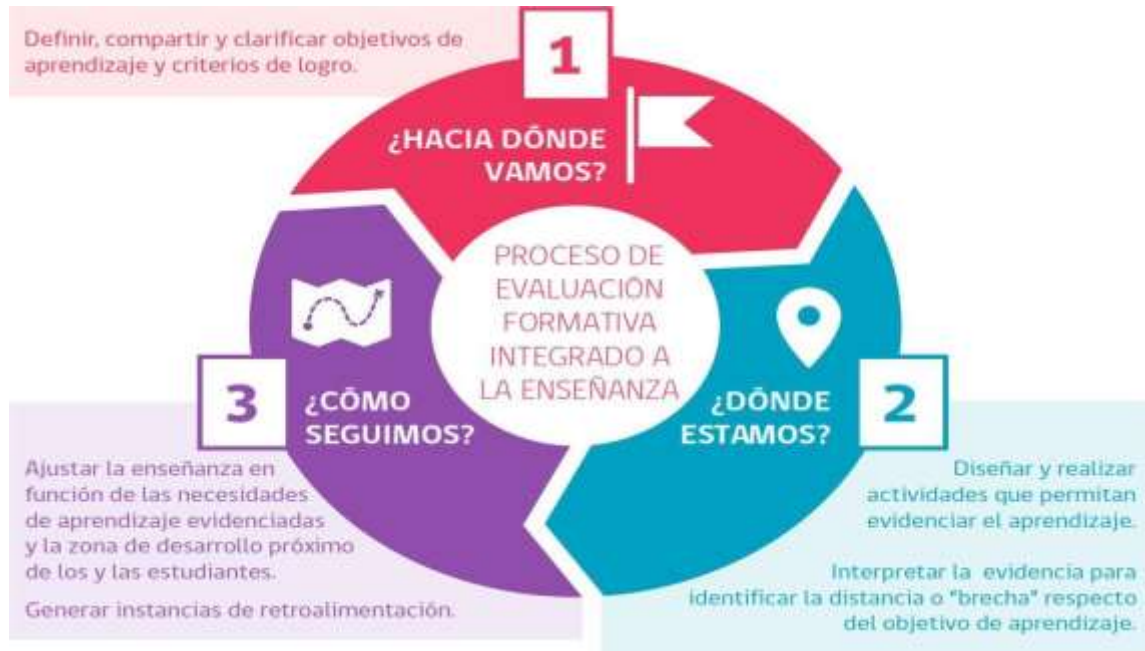 Definir, compartir y clarificar objetivos de
aprendizaje y criterios de logro.
1
¿HACIA DÓNDE
VAMOS?
PROCESO DE
EVALUACIÓN
FORMATIVA
INTEGRADO A
LA ENSEÑANZA
¿DÓNDE
ESTAMOS?
2
Diseñar y realizar
actividades que permitan
evidenciar el aprendizaje.
Interpretar la evidencia para
identificar la distancia o "brecha" respecto
del objetivo de aprendizaje.
3
¿CÓMO
SEGUIMOS?
Ajustar la enseñanza en
función de las necesidades
de aprendizaje evidenciadas
y la zona de desarrollo próximo
de los y las estudiantes.
Generar instancias de retroalimentación.